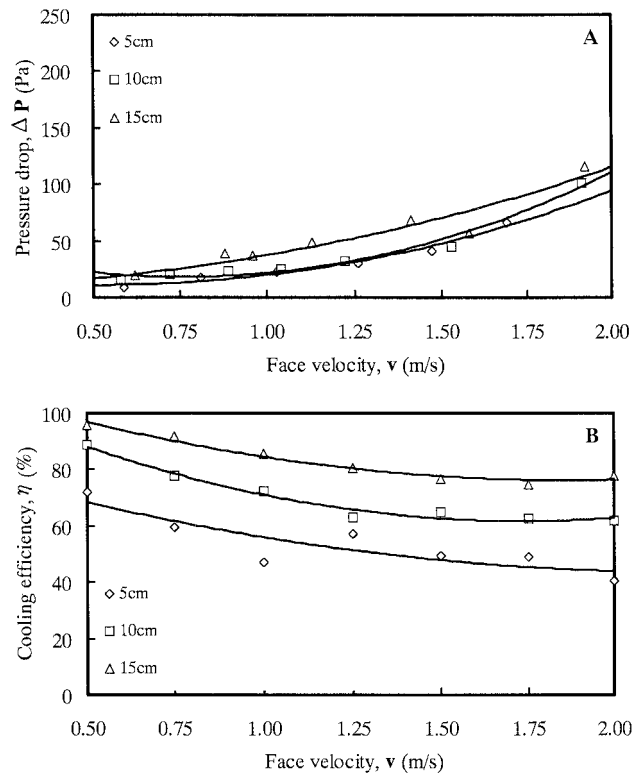 250
200
150
100
50
0
Pressure drop, Δ P (Pa)
A
5cm
10cm
15cm
0.50 0.75 1.00 1.25 1.50 1.75 2.00
Face velocity, v (m/s)
100
80
60
40
20
0
Cooling efficiency, η (%)
B
5cm
10cm
15cm
0.50 0.75 1.00 1.25 1.50 1.75 2.00
Face velocity, v (m/s)